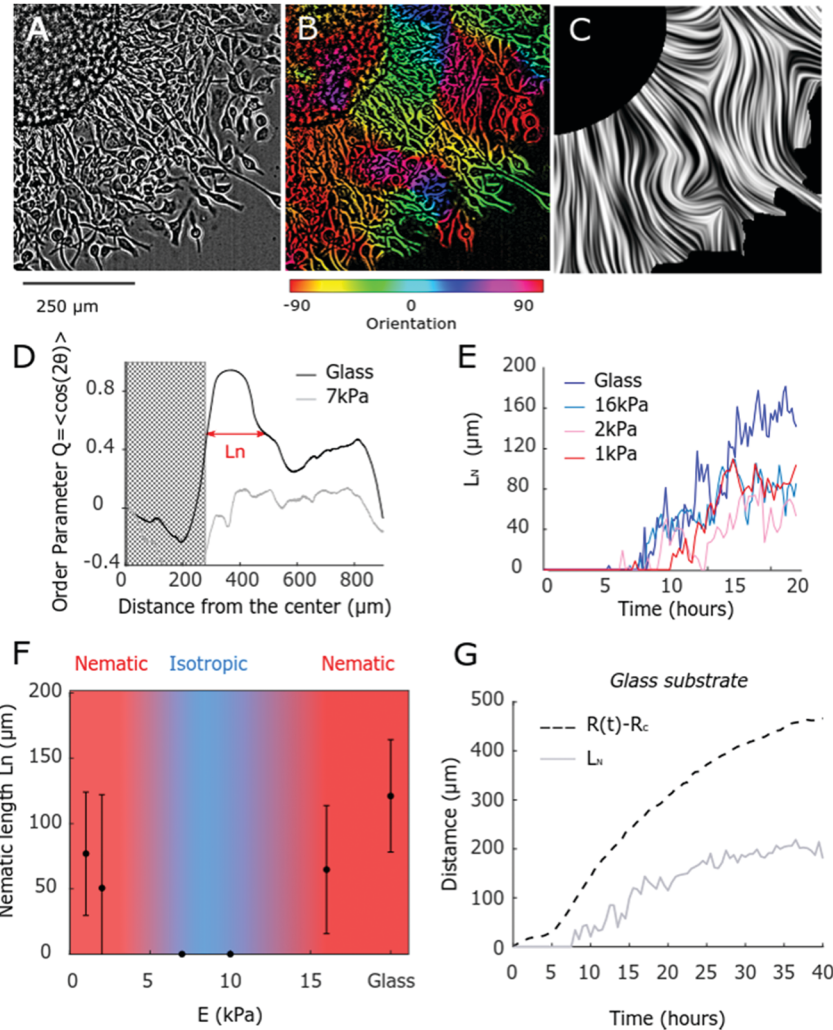 A B C
250 μm
-90 0 90
Orientation
D
Order Parameter Q=<cos(2θ)>
0.8
0.4
0
-0.4
Glass
7kPa
Ln
0 200 400 600 800
Distance from the center (μm)
E
LN (μm)
200
160
120
80
40
0
Glass
16kPa
2kPa
1kPa
0 5 10 15 20
Time (hours)
F
Nematic Isotropic Nematic
Nematic length Ln (μm)
200
150
100
50
0
0 5 10 15 Glass
E (kPa)
G
Glass substrate
Distamce (μm)
500
400
300
200
100
0
R(t)-Rc
LN
0 5 10 15 20 25 30 35 40
Time (hours)